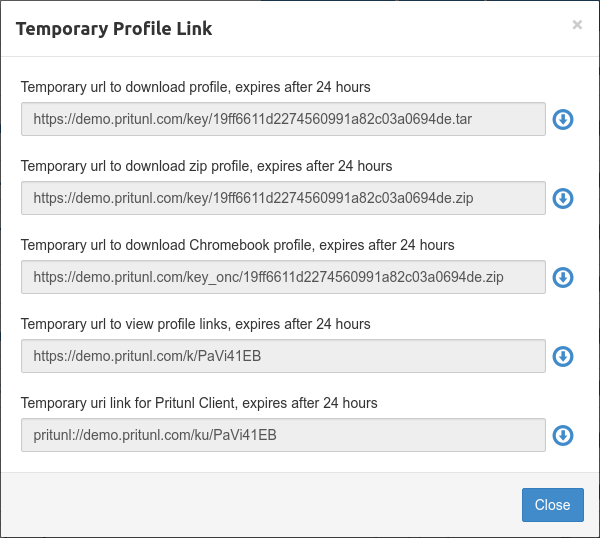 Temporary Profile Link
×
Temporary url to download profile, expires after 24 hours
https://demo.pritunl.com/key/19ff6611d2274560991a82c03a0694de.tar
Temporary url to download zip profile, expires after 24 hours
https://demo.pritunl.com/key/19ff6611d2274560991a82c03a0694de.zip
Temporary url to download Chromebook profile, expires after 24 hours
https://demo.pritunl.com/key_onc/19ff6611d2274560991a82c03a0694de.zip
Temporary url to view profile links, expires after 24 hours
https://demo.pritunl.com/k/PaVi41EB
Temporary uri link for Pritunl Client, expires after 24 hours
pritunl://demo.pritunl.com/ku/PaVi41EB
Close